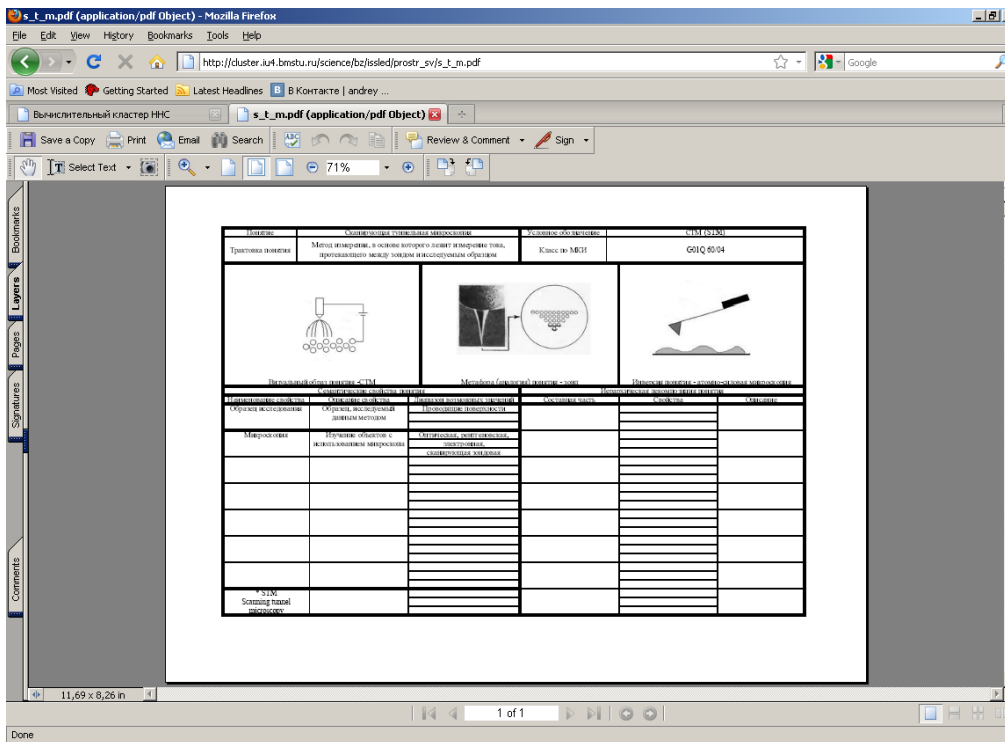 s_t_m.pdf (application/pdf Object) - Mozilla Firefox
File Edit View History Bookmarks Tools Help
http://cluster.iu4.bmstu.ru/science/bz/issled/prostr_sv/s_t_m.pdf
Google
Most Visited Getting Started Latest Headlines В Контакте | andrey ...
Вычислительный кластер ННС s_t_m.pdf (application/pdf Object)
Save a Copy Print Email Search Review & Comment Sign
Select Text 71%
Bookmarks
Layers
Pages
Signatures
Comments
Понятие Сканирующая туннельная микроскопия Условное обозначение СТМ (STM)
Трактовка понятия Метод измерения, в основе которого лежит измерение тока, протекающего между зондом и исследуемым образцом Класс по МКИ G01Q 60/04
Визуальный образ понятия -СТМ Метафора (аналогия) понятия - зонд Инверсия понятия - атомно-силовая микроскопия
Семантические свойства понятия Иерархическая декомпозиция понятия
Наименование свойства Описание свойства Диапазон возможных значений Составная часть Свойства Описание
Образец исследования Образец, исследуемый данным методом Проводящие поверхности
Микроскопия Изучение объектов с использованием микроскопа Оптическая, рентгеновская, электронная, сканирующая зондовая
* STM
Scanning tunnel
microscopy
11,69 x 8,26 in
1 of 1
Done